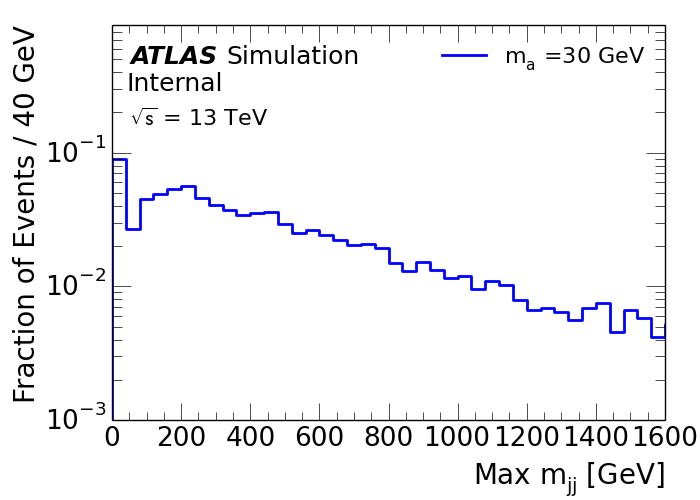 ATLAS Simulation
Internal
√s = 13 TeV
mₐ =30 GeV
Fraction of Events / 40 GeV
10⁻¹
10⁻²
10⁻³
0 200 400 600 800 1000 1200 1400 1600
Max m_jj [GeV]